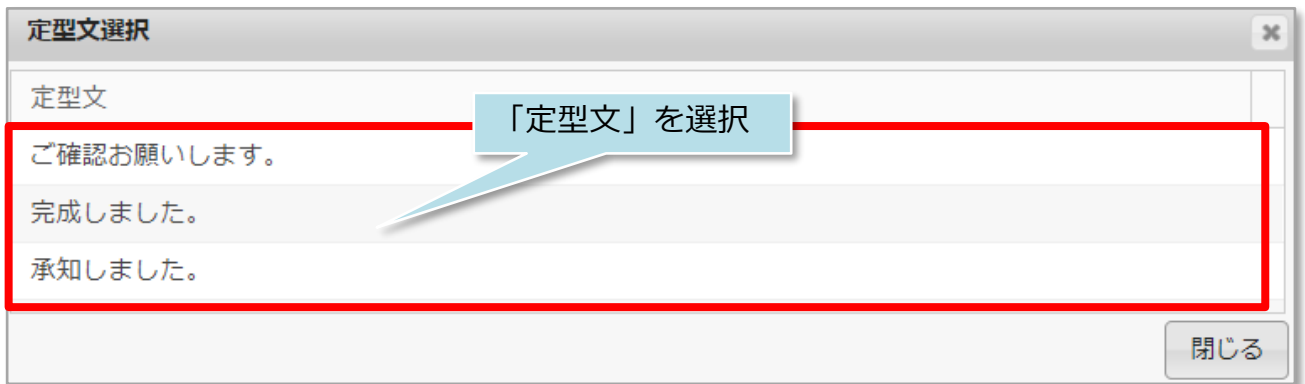 定型文選択
定型文
「定型文」を選択
ご確認お願いします。
完成しました。
承知しました。
閉じる